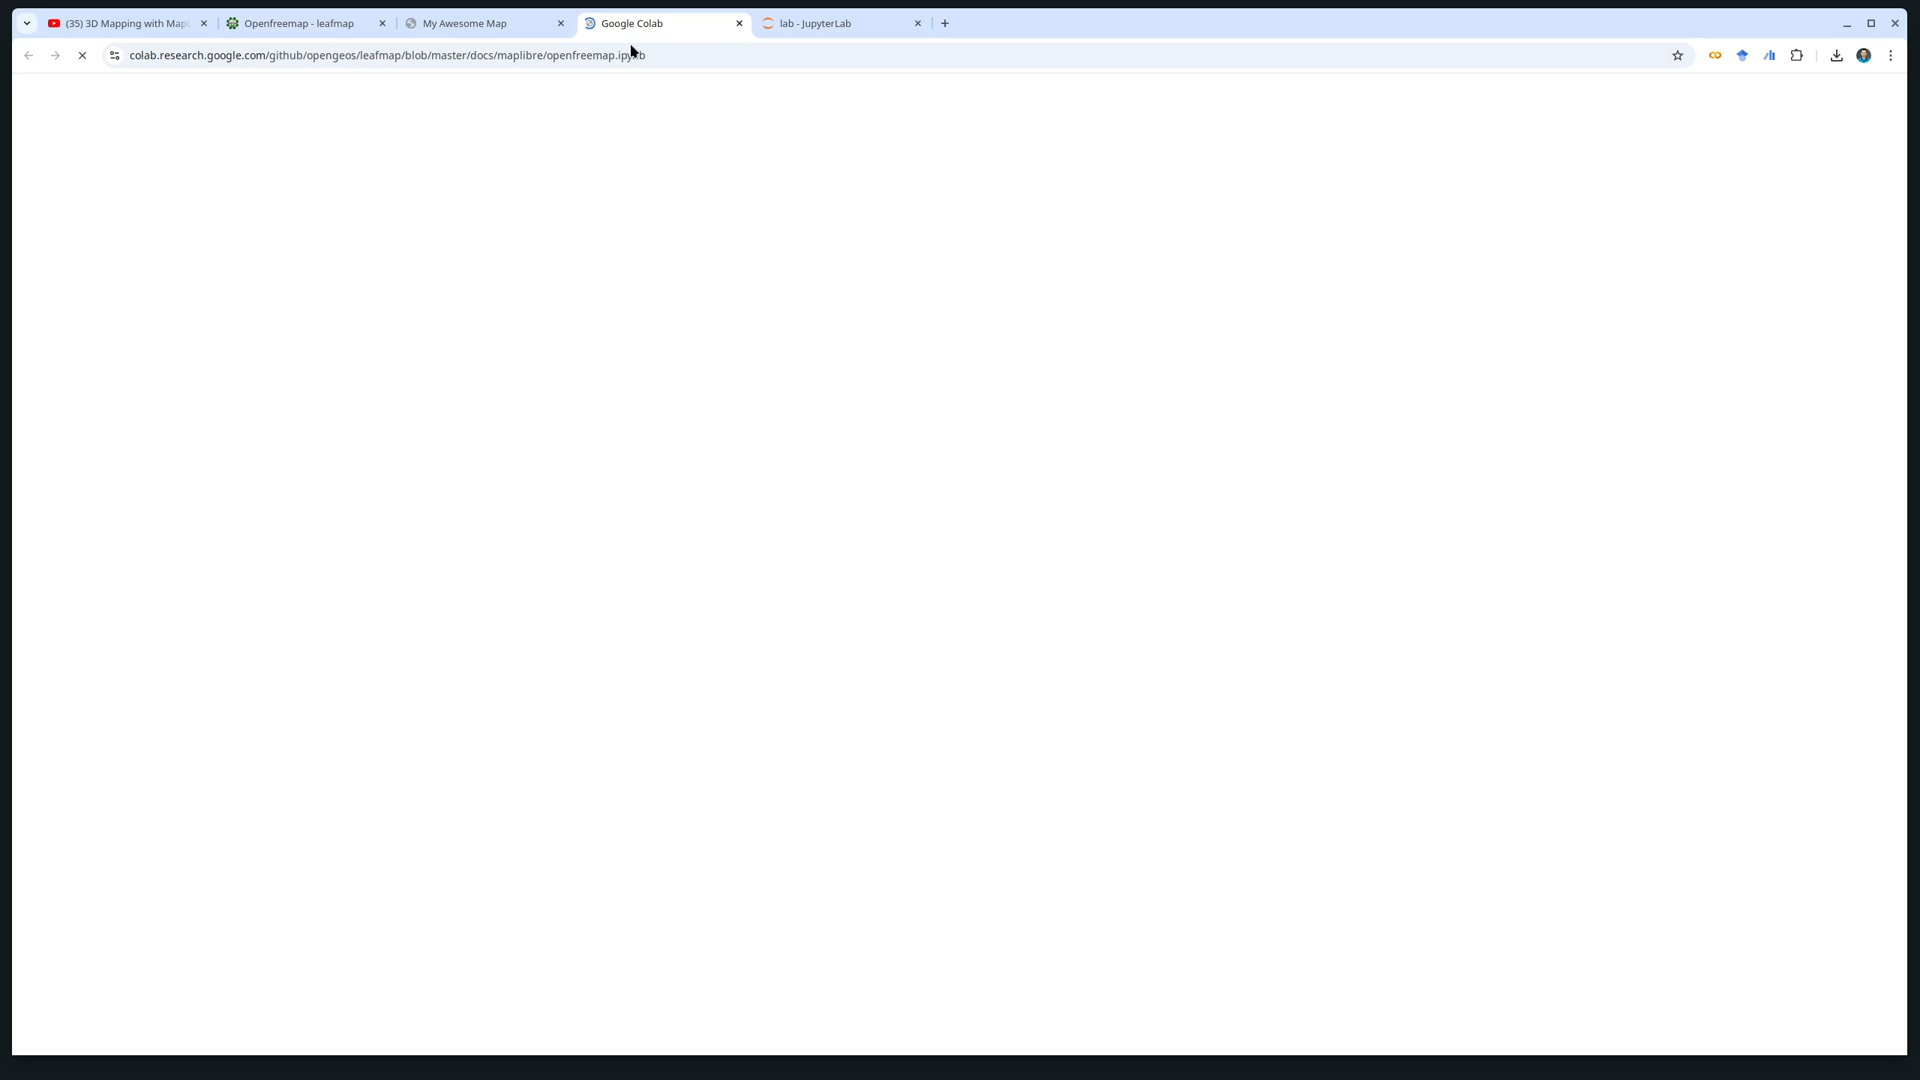 (35) 3D Mapping with Map
Openfreemap - leafmap
My Awesome Map
Google Colab
lab - JupyterLab
colab.research.google.com/github/opengeos/leafmap/blob/master/docs/maplibre/openfreemap.ipynb